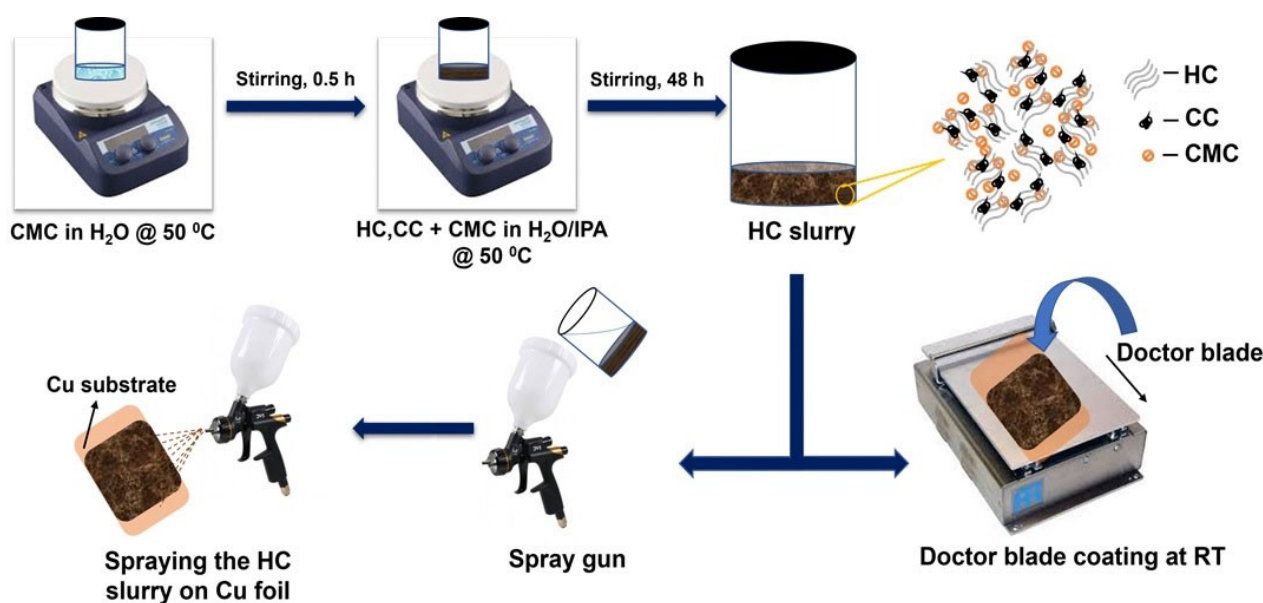 Stirring, 0.5 h
Stirring, 48 h
HC
CC
CMC
CMC in H₂O @ 50 ⁰C
HC,CC + CMC in H₂O/IPA
@ 50 ⁰C
HC slurry
Cu substrate
Doctor blade
Spraying the HC
slurry on Cu foil
Spray gun
Doctor blade coating at RT